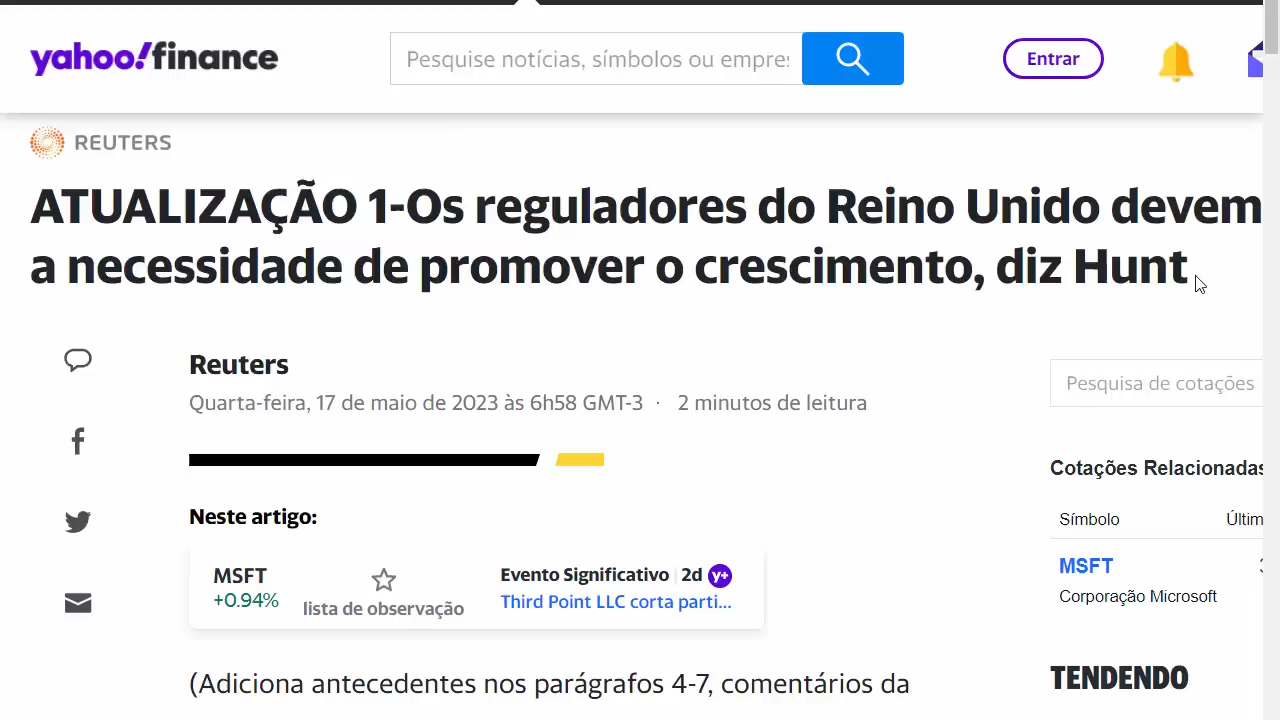 yahoo!finance
Pesquise notícias, símbolos ou empre
Entrar
REUTERS
ATUALIZAÇÃO 1-Os reguladores do Reino Unido devem
a necessidade de promover o crescimento, diz Hunt
Reuters
Quarta-feira, 17 de maio de 2023 às 6h58 GMT-3 · 2 minutos de leitura
Pesquisa de cotações
Cotações Relacionadas
Neste artigo:
Símbolo
MSFT
+0.94%
lista de observação
Evento Significativo 2d y+
Third Point LLC corta parti...
MSFT
Corporação Microsoft
TENDENDO
(Adiciona antecedentes nos parágrafos 4-7, comentários da